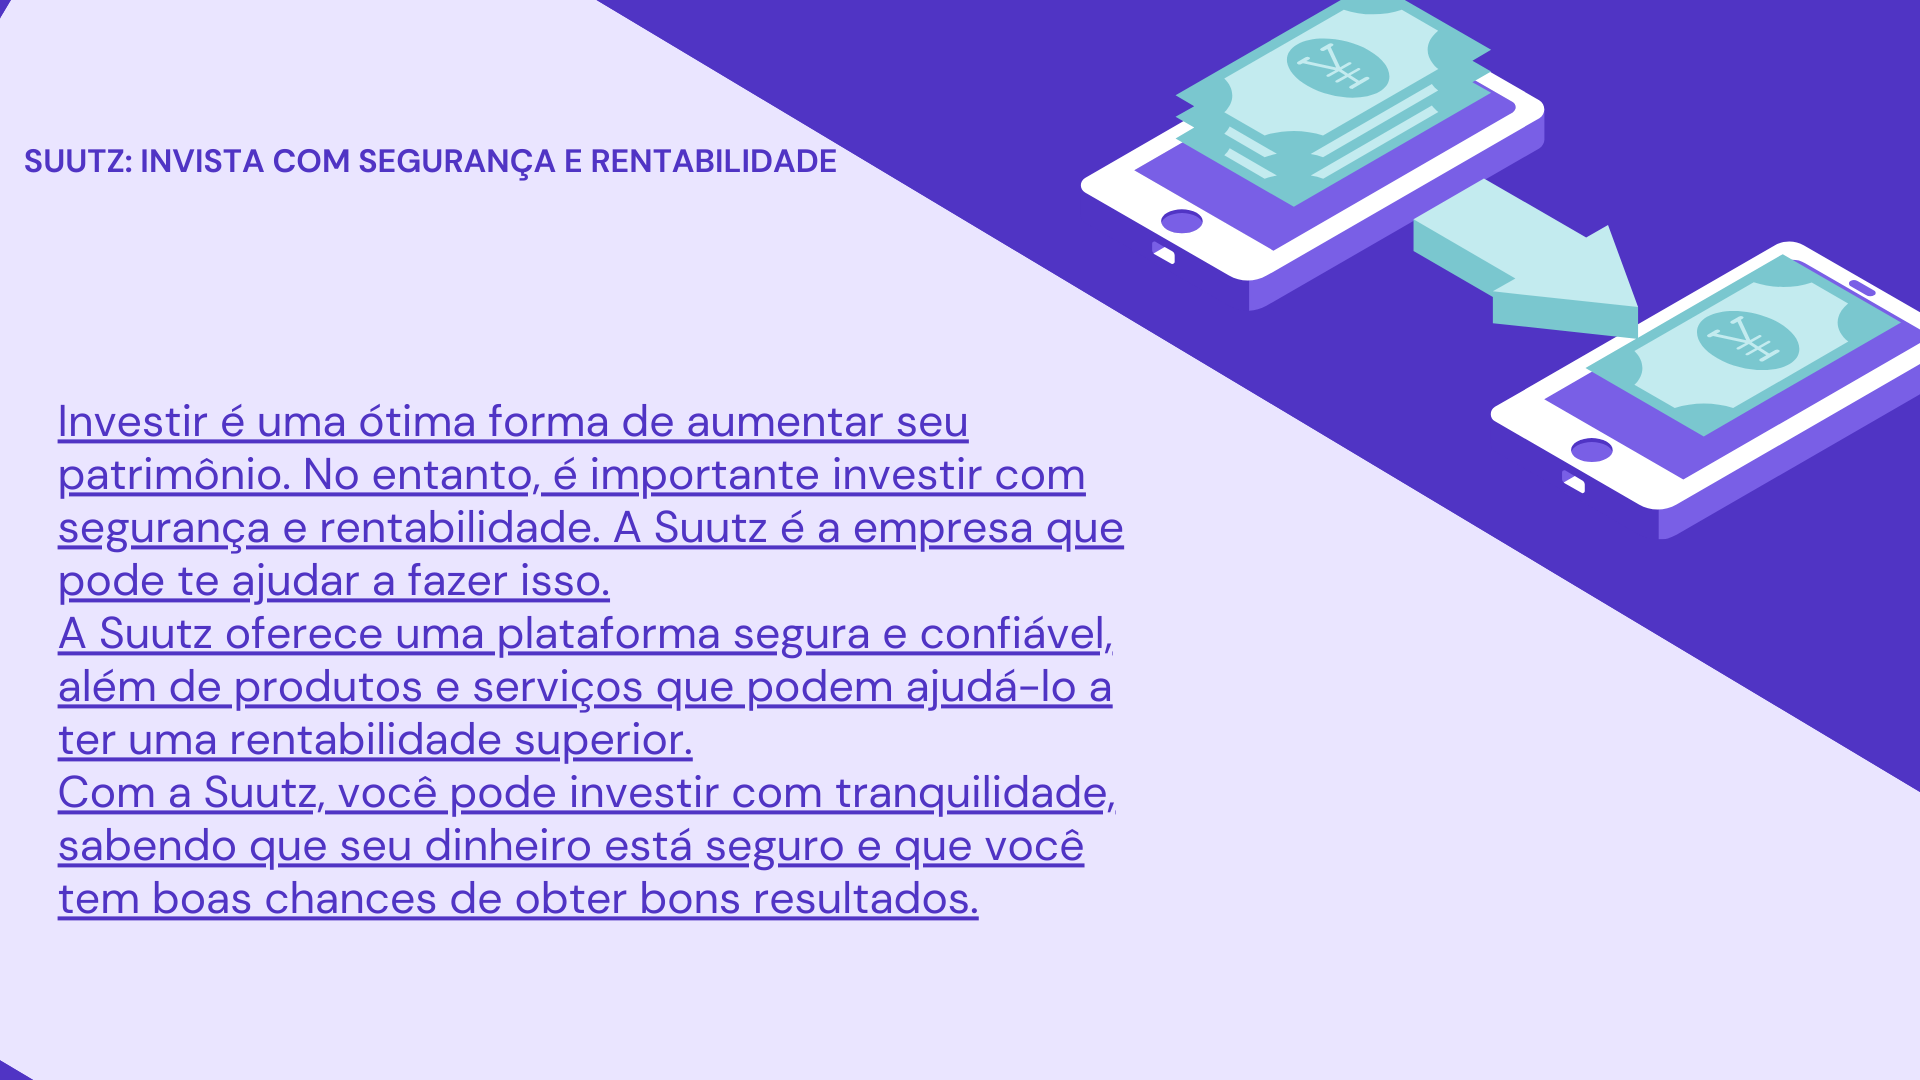 SUUTZ: INVISTA COM SEGURANÇA E RENTABILIDADE
Investir é uma ótima forma de aumentar seu
patrimônio. No entanto, é importante investir com
segurança e rentabilidade. A Suutz é a empresa que
pode te ajudar a fazer isso.
A Suutz oferece uma plataforma segura e confiável,
além de produtos e serviços que podem ajudá-lo a
ter uma rentabilidade superior.
Com a Suutz, você pode investir com tranquilidade,
sabendo que seu dinheiro está seguro e que você
tem boas chances de obter bons resultados.